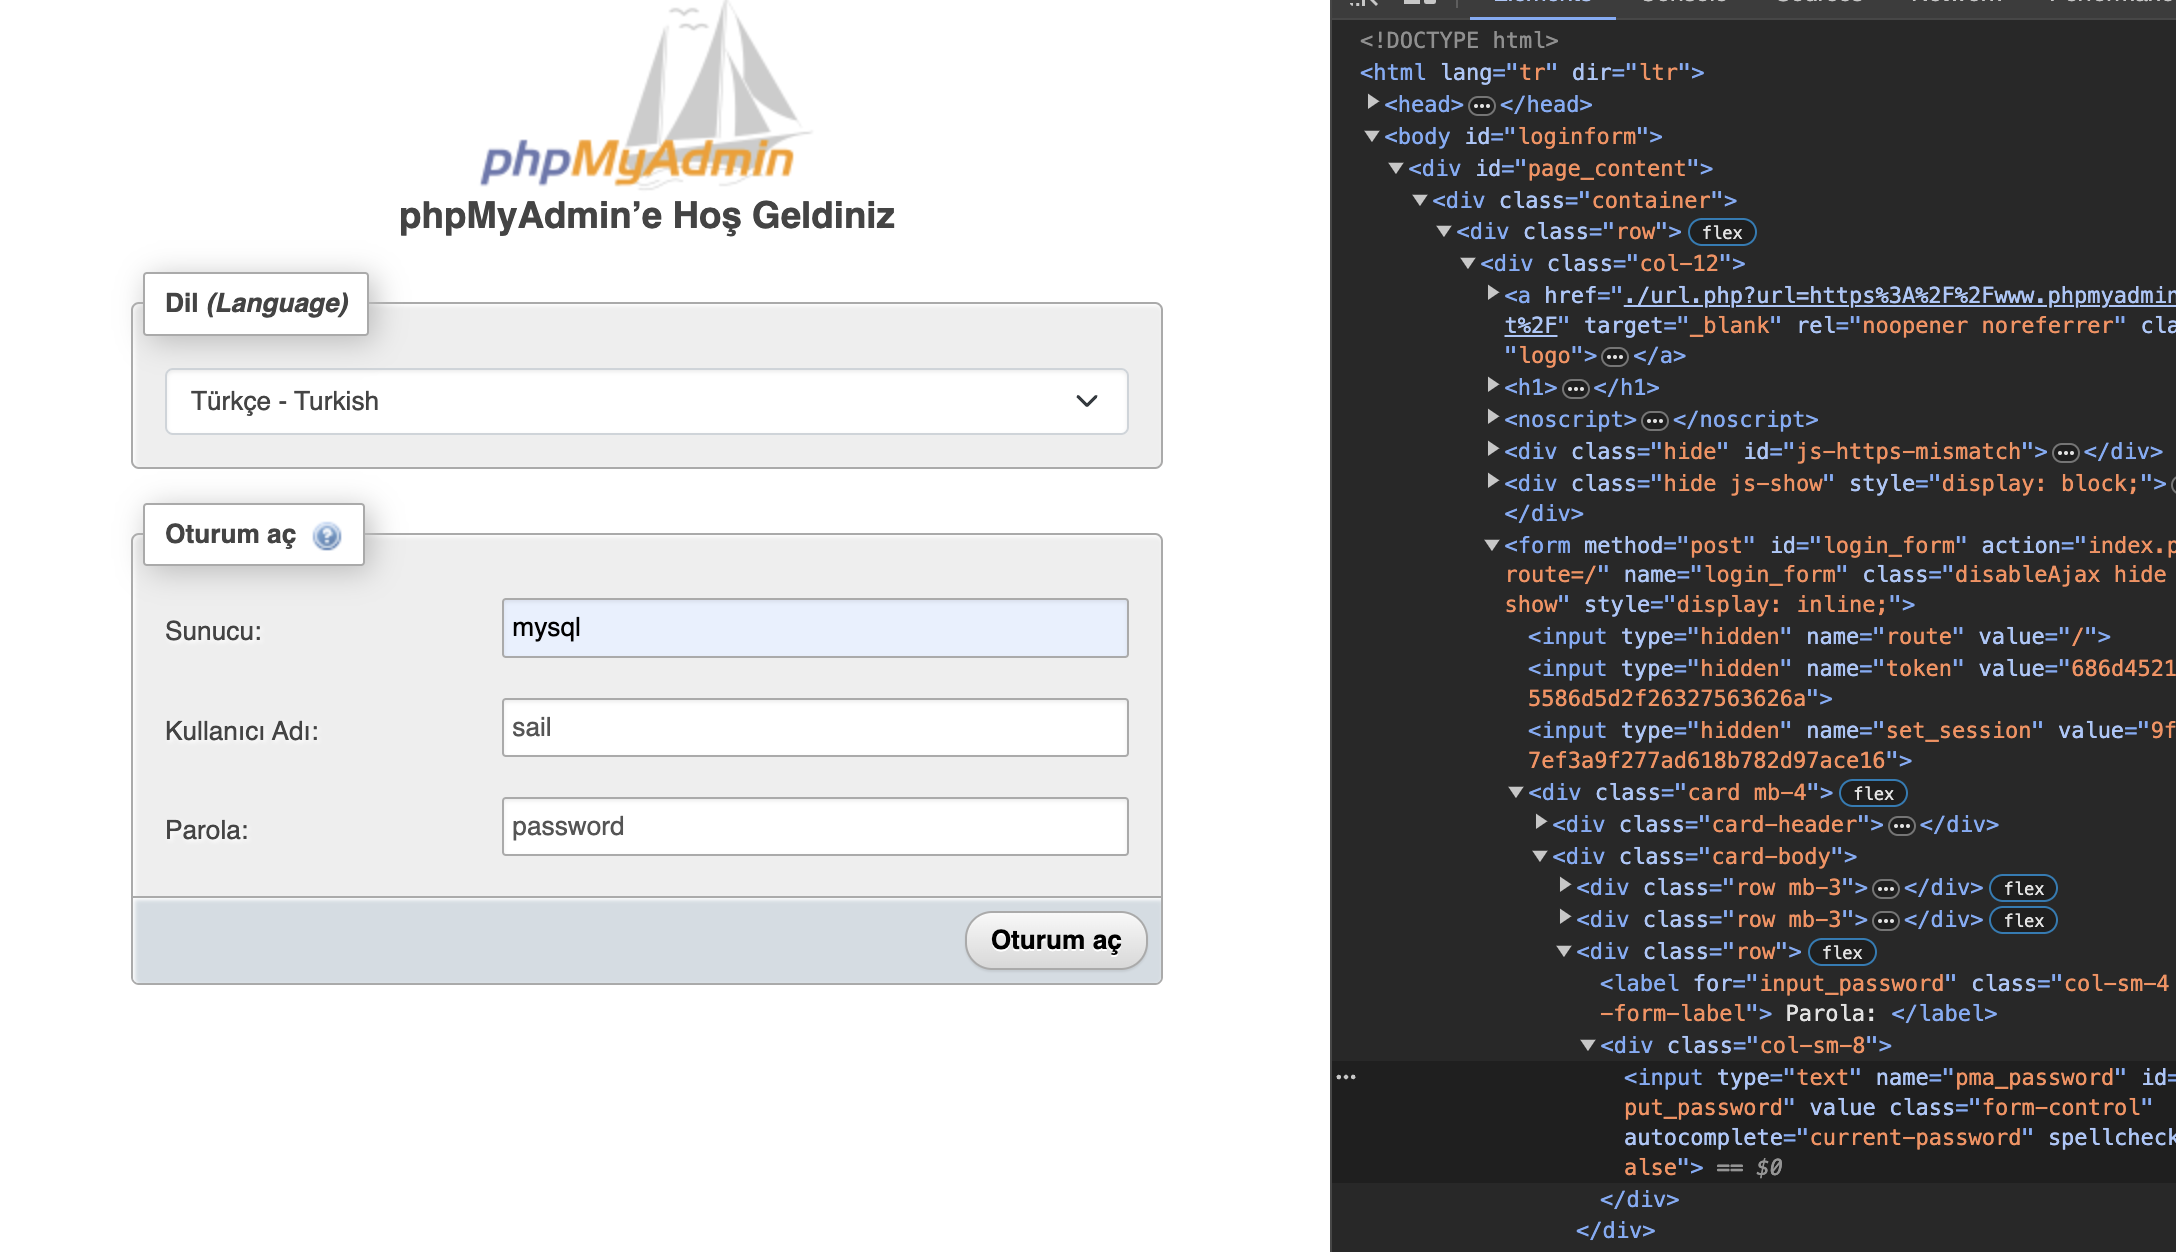 phpMyAdmin
phpMyAdmin’e Hoş Geldiniz
Dil (Language)
Türkçe - Turkish
Oturum aç
Sunucu:
mysql
Kullanıcı Adı:
sail
Parola:
password
Oturum aç
Elements Console Sources Network
<!DOCTYPE html>
<html lang="tr" dir="ltr">
<head> </head>
<body id="loginform">
<div id="page_content">
<div class="container">
<div class="row"> flex
<div class="col-12">
<a href="./url.php?url=https%3A%2F%2Fwww.phpmyadmin
t%2F" target="_blank" rel="noopener noreferrer" cla
"logo"> </a>
<h1> </h1>
<noscript> </noscript>
<div class="hide" id="js-https-mismatch"> </div>
<div class="hide js-show" style="display: block;">
</div>
<form method="post" id="login_form" action="index.p
route=/" name="login_form" class="disableAjax hide
show" style="display: inline;">
<input type="hidden" name="route" value="/">
<input type="hidden" name="token" value="686d4521
5586d5d2f26327563626a">
<input type="hidden" name="set_session" value="9f
7ef3a9f277ad618b782d97ace16">
<div class="card mb-4"> flex
<div class="card-header"> </div>
<div class="card-body">
<div class="row mb-3"> </div> flex
<div class="row mb-3"> </div> flex
<div class="row"> flex
<label for="input_password" class="col-sm-4
-form-label"> Parola: </label>
<div class="col-sm-8">
<input type="text" name="pma_password" id=
put_password" value class="form-control"
autocomplete="current-password" spellcheck
alse"> == $0
</div>
</div>